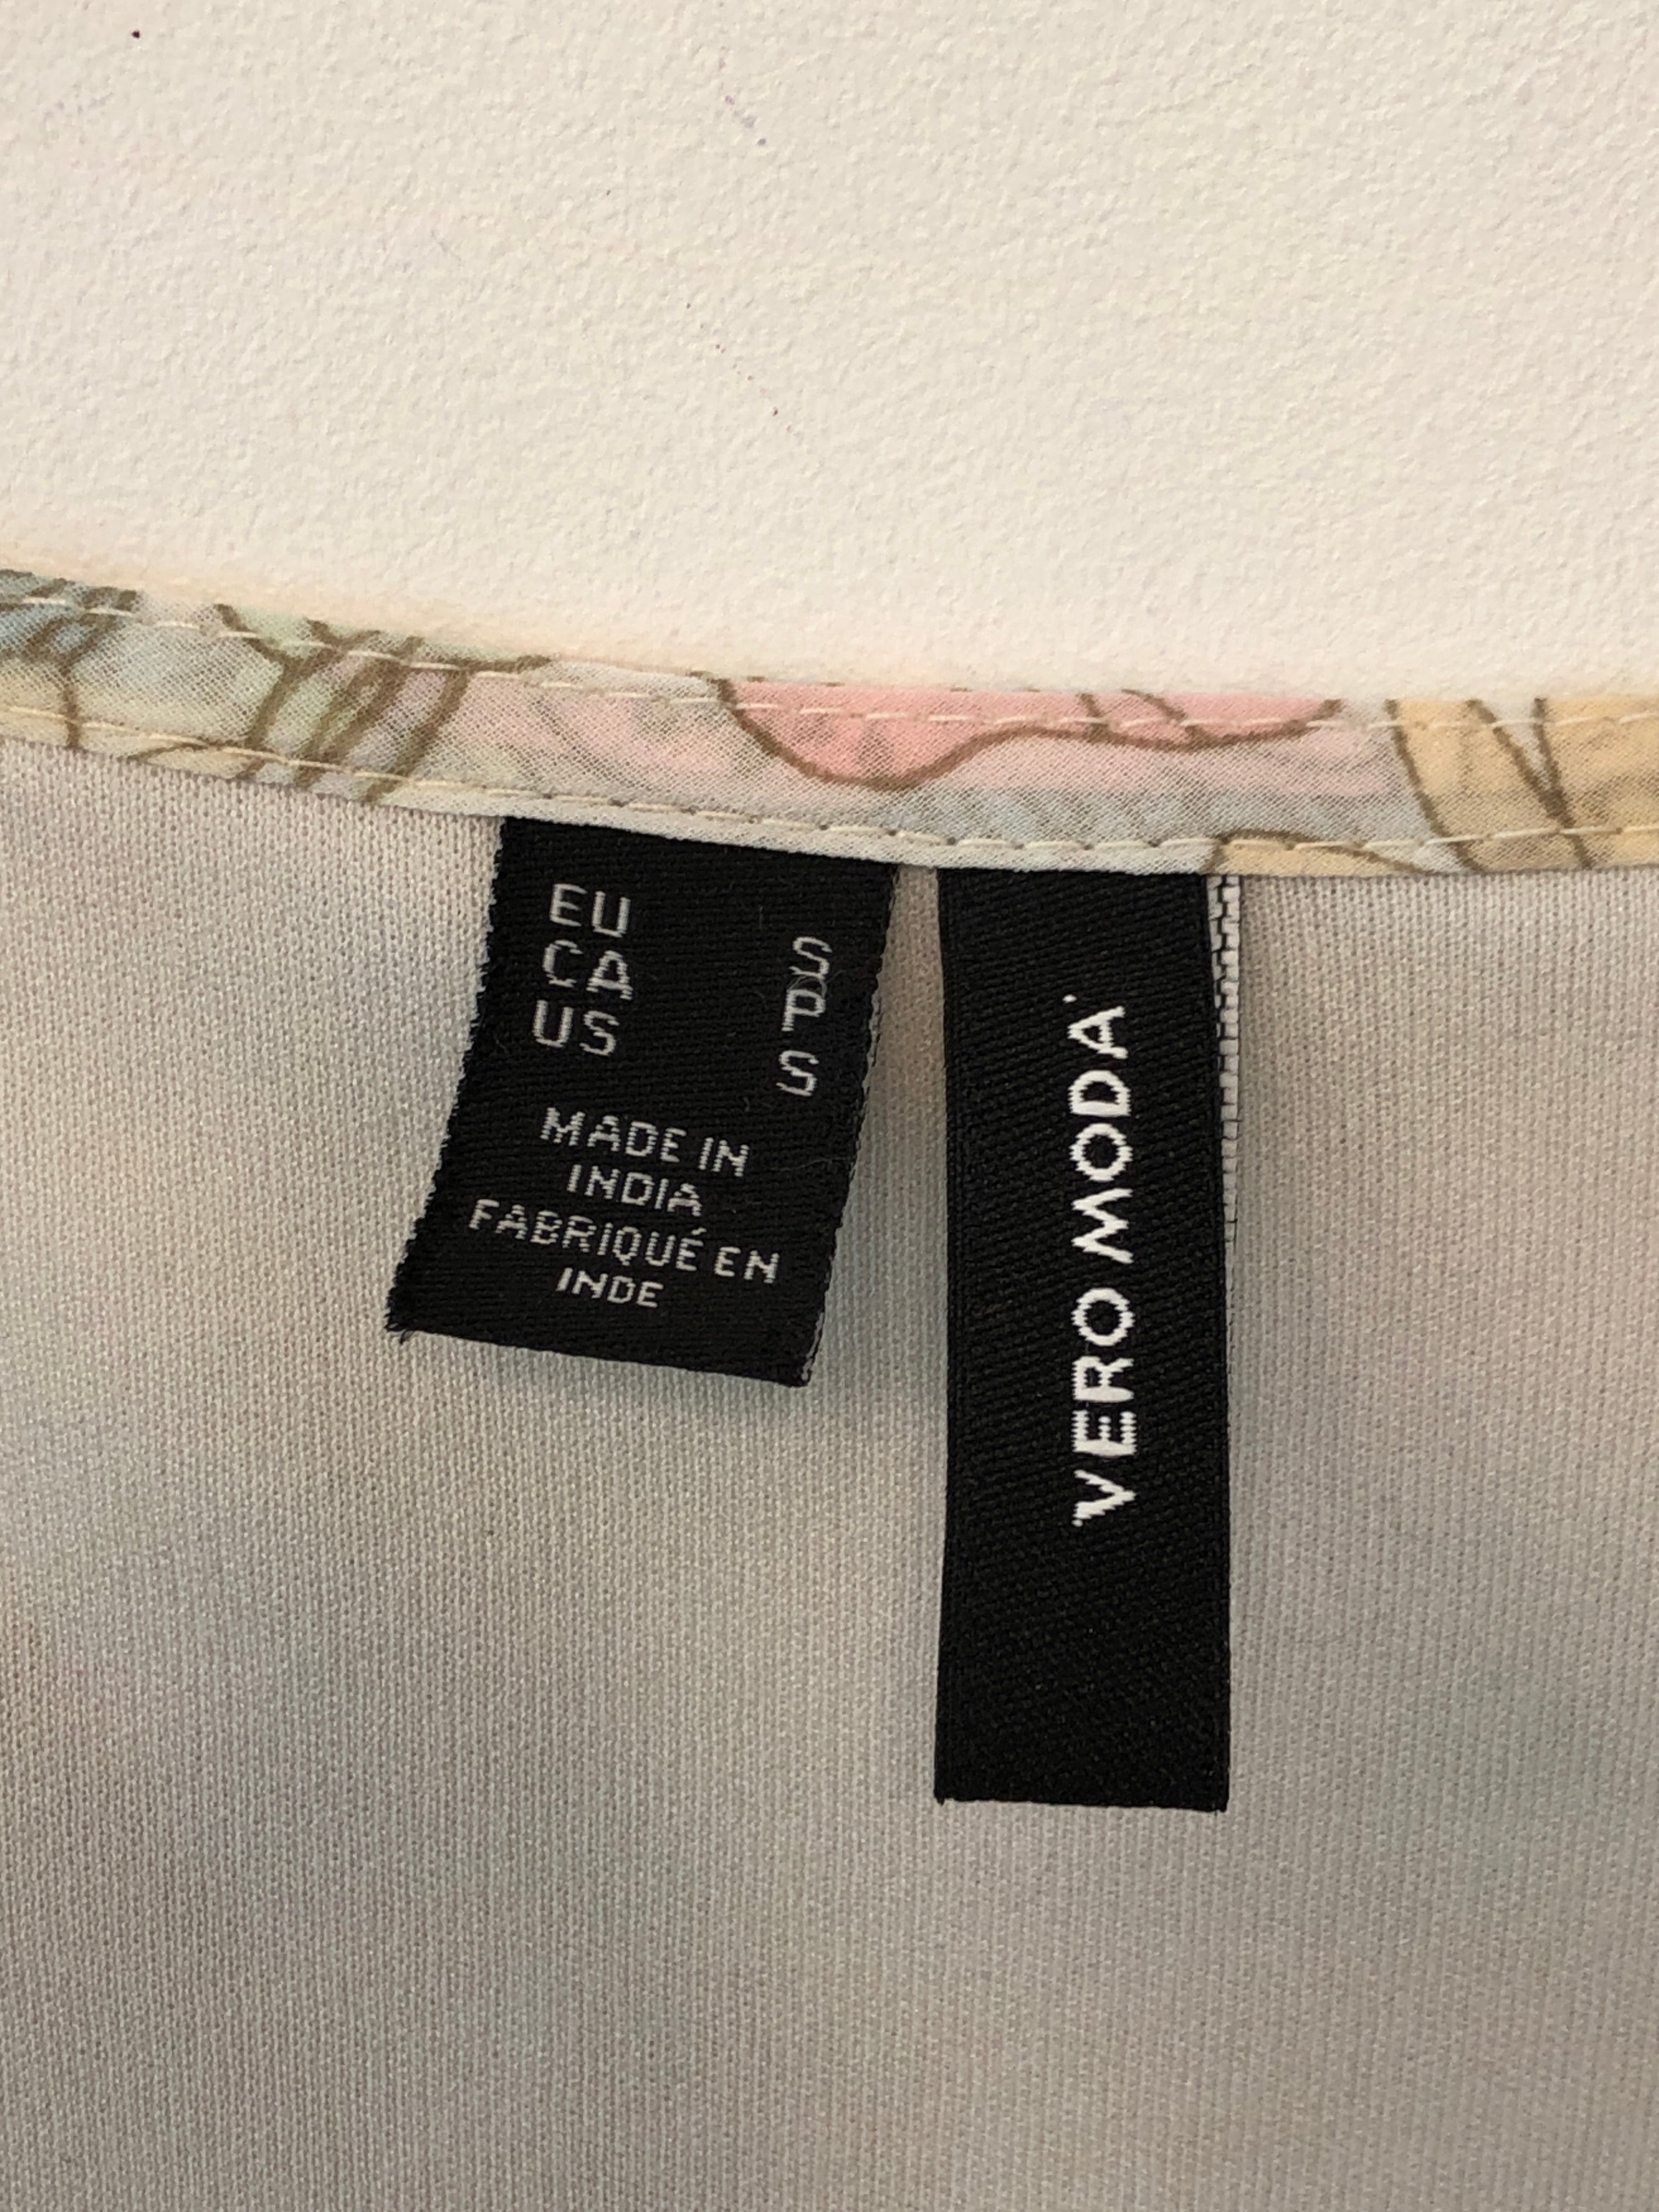 EU S
CA P
US S
MADE IN
INDIA
FABRIQUÉ EN
INDE
VERO MODA